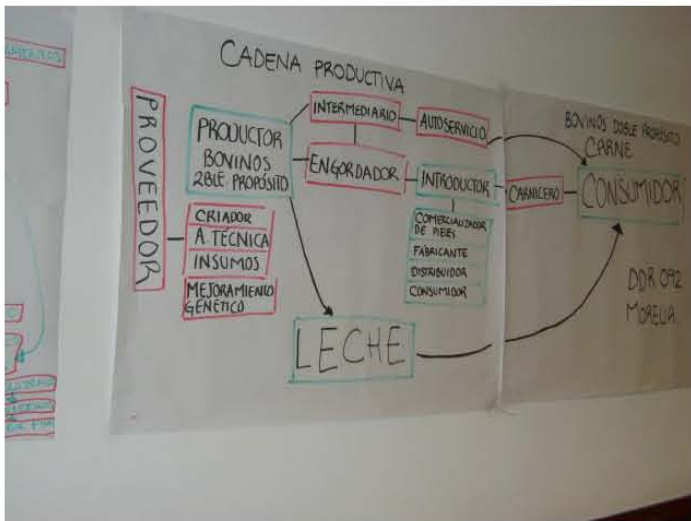 CADENA PRODUCTIVA
PROVEEDOR
PRODUCTOR
BOVINOS
2BLE. PROPÓSITO
CRIADOR
A. TÉCNICA
INSUMOS
MEJORAMIENTO
GENÉTICO
INTERMEDIARIO
AUTOSERVICIO
ENGORDADOR
INTRODUCTOR
COMERCIALIZADOR
DE PIELES
FABRICANTE
DISTRIBUIDOR
CONSUMIDOR
CARNICERO
BOVINOS DOBLE PROPÓSITO
CARNE
CONSUMIDOR
LECHE
DDR 092
MORELIA